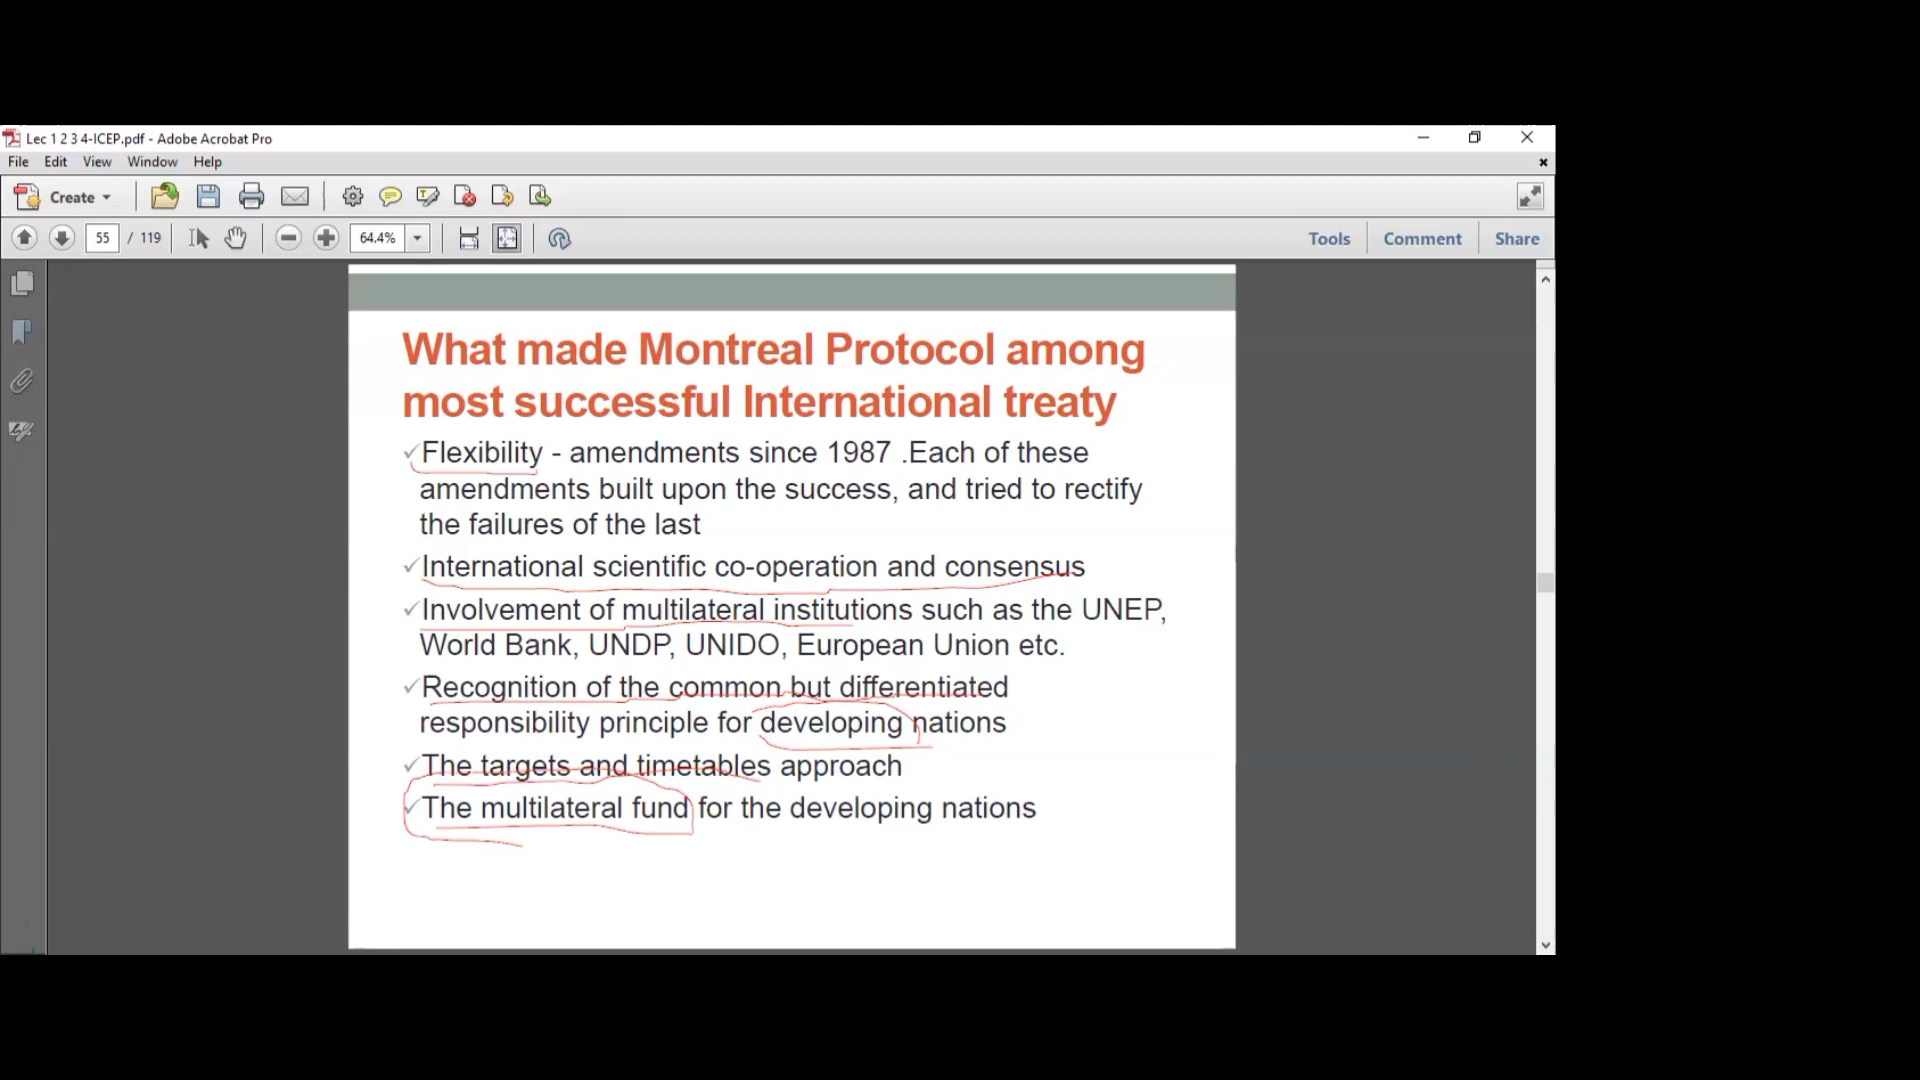 Lec 1 2 3 4-ICEP.pdf - Adobe Acrobat Pro
File Edit View Window Help
Create
55 / 119 64.4% Tools Comment Share
What made Montreal Protocol among
most successful International treaty
✓Flexibility - amendments since 1987 .Each of these
amendments built upon the success, and tried to rectify
the failures of the last
✓International scientific co-operation and consensus
✓Involvement of multilateral institutions such as the UNEP,
World Bank, UNDP, UNIDO, European Union etc.
✓Recognition of the common but differentiated
responsibility principle for developing nations
✓The targets and timetables approach
✓The multilateral fund for the developing nations